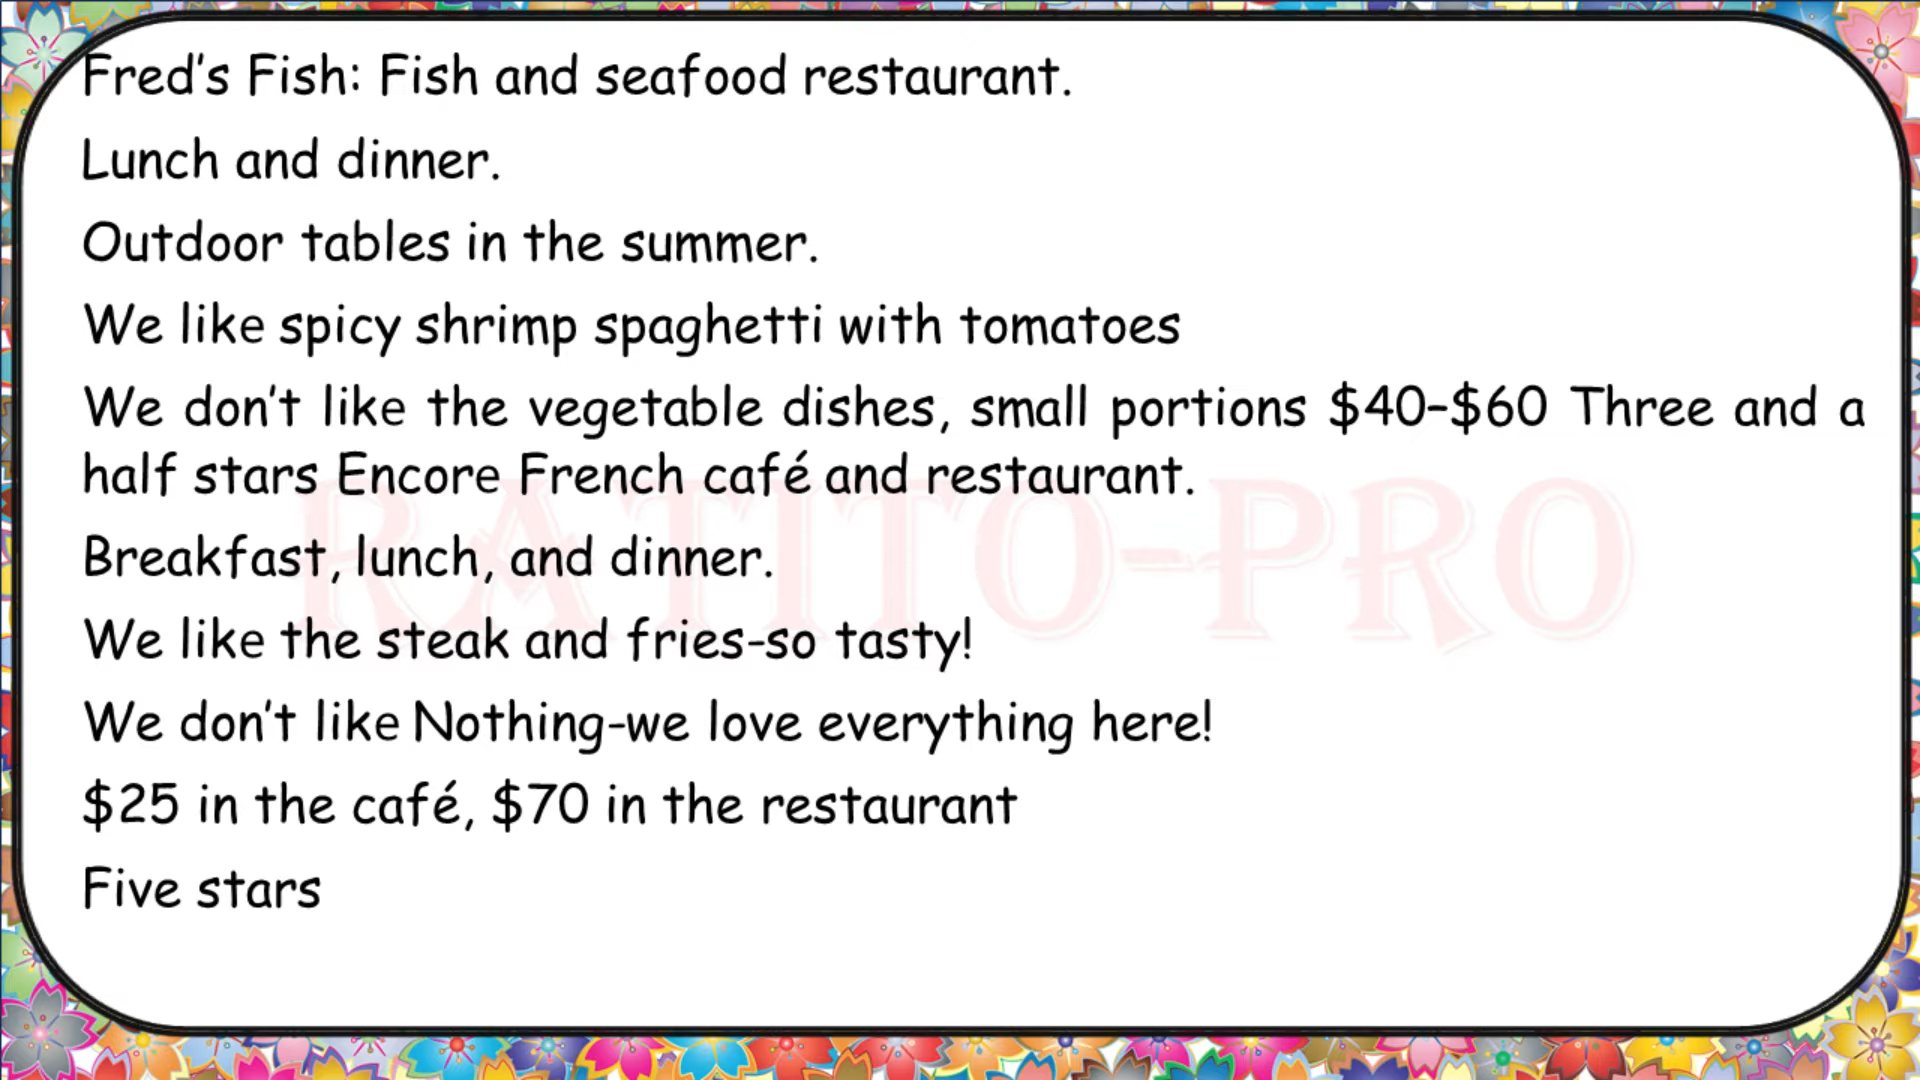 Fred’s Fish: Fish and seafood restaurant.
Lunch and dinner.
Outdoor tables in the summer.
We like spicy shrimp spaghetti with tomatoes
We don’t like the vegetable dishes, small portions $40–$60 Three and a
half stars Encore French café and restaurant.
Breakfast, lunch, and dinner.
We like the steak and fries-so tasty!
We don’t like Nothing-we love everything here!
$25 in the café, $70 in the restaurant
Five stars
RATITO-PRO